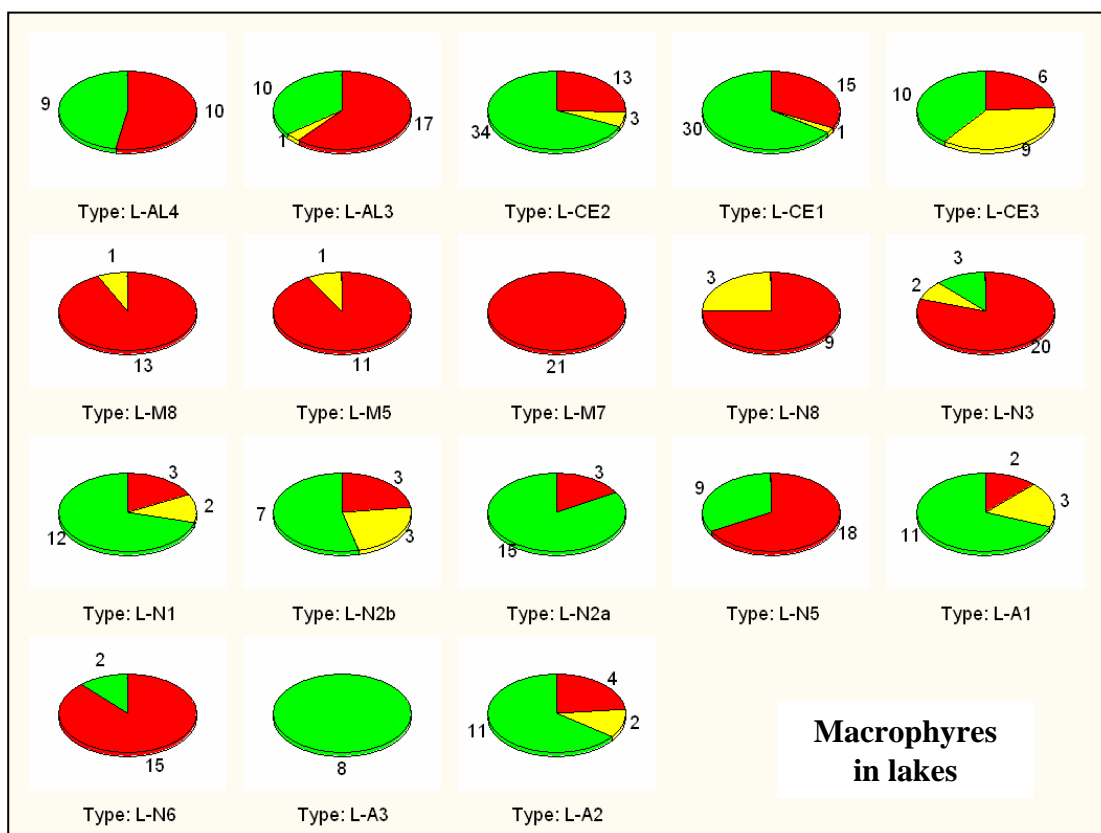 9 10
Type: L-AL4
10 1 17
Type: L-AL3
13 3 34
Type: L-CE2
15 1 30
Type: L-CE1
6 10 9
Type: L-CE3
1 13
Type: L-M8
1 11
Type: L-M5
21
Type: L-M7
3 9
Type: L-N8
3 2 20
Type: L-N3
3 2 12
Type: L-N1
3 7 3
Type: L-N2b
3 15
Type: L-N2a
9 18
Type: L-N5
2 3 11
Type: L-A1
2 15
Type: L-N6
8
Type: L-A3
4 2 11
Type: L-A2
Macrophyres
in lakes